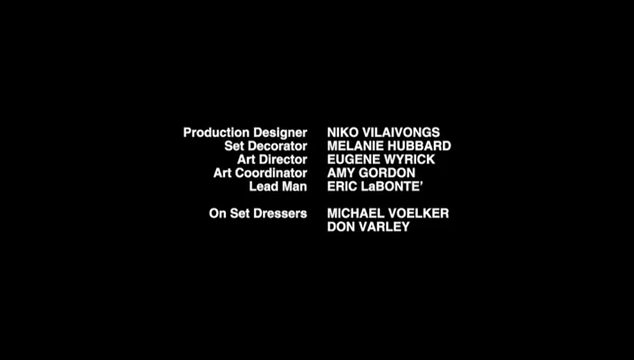 Production Designer NIKO VILAIVONGS
Set Decorator MELANIE HUBBARD
Art Director EUGENE WYRICK
Art Coordinator AMY GORDON
Lead Man ERIC LaBONTE’
On Set Dressers MICHAEL VOELKER
DON VARLEY